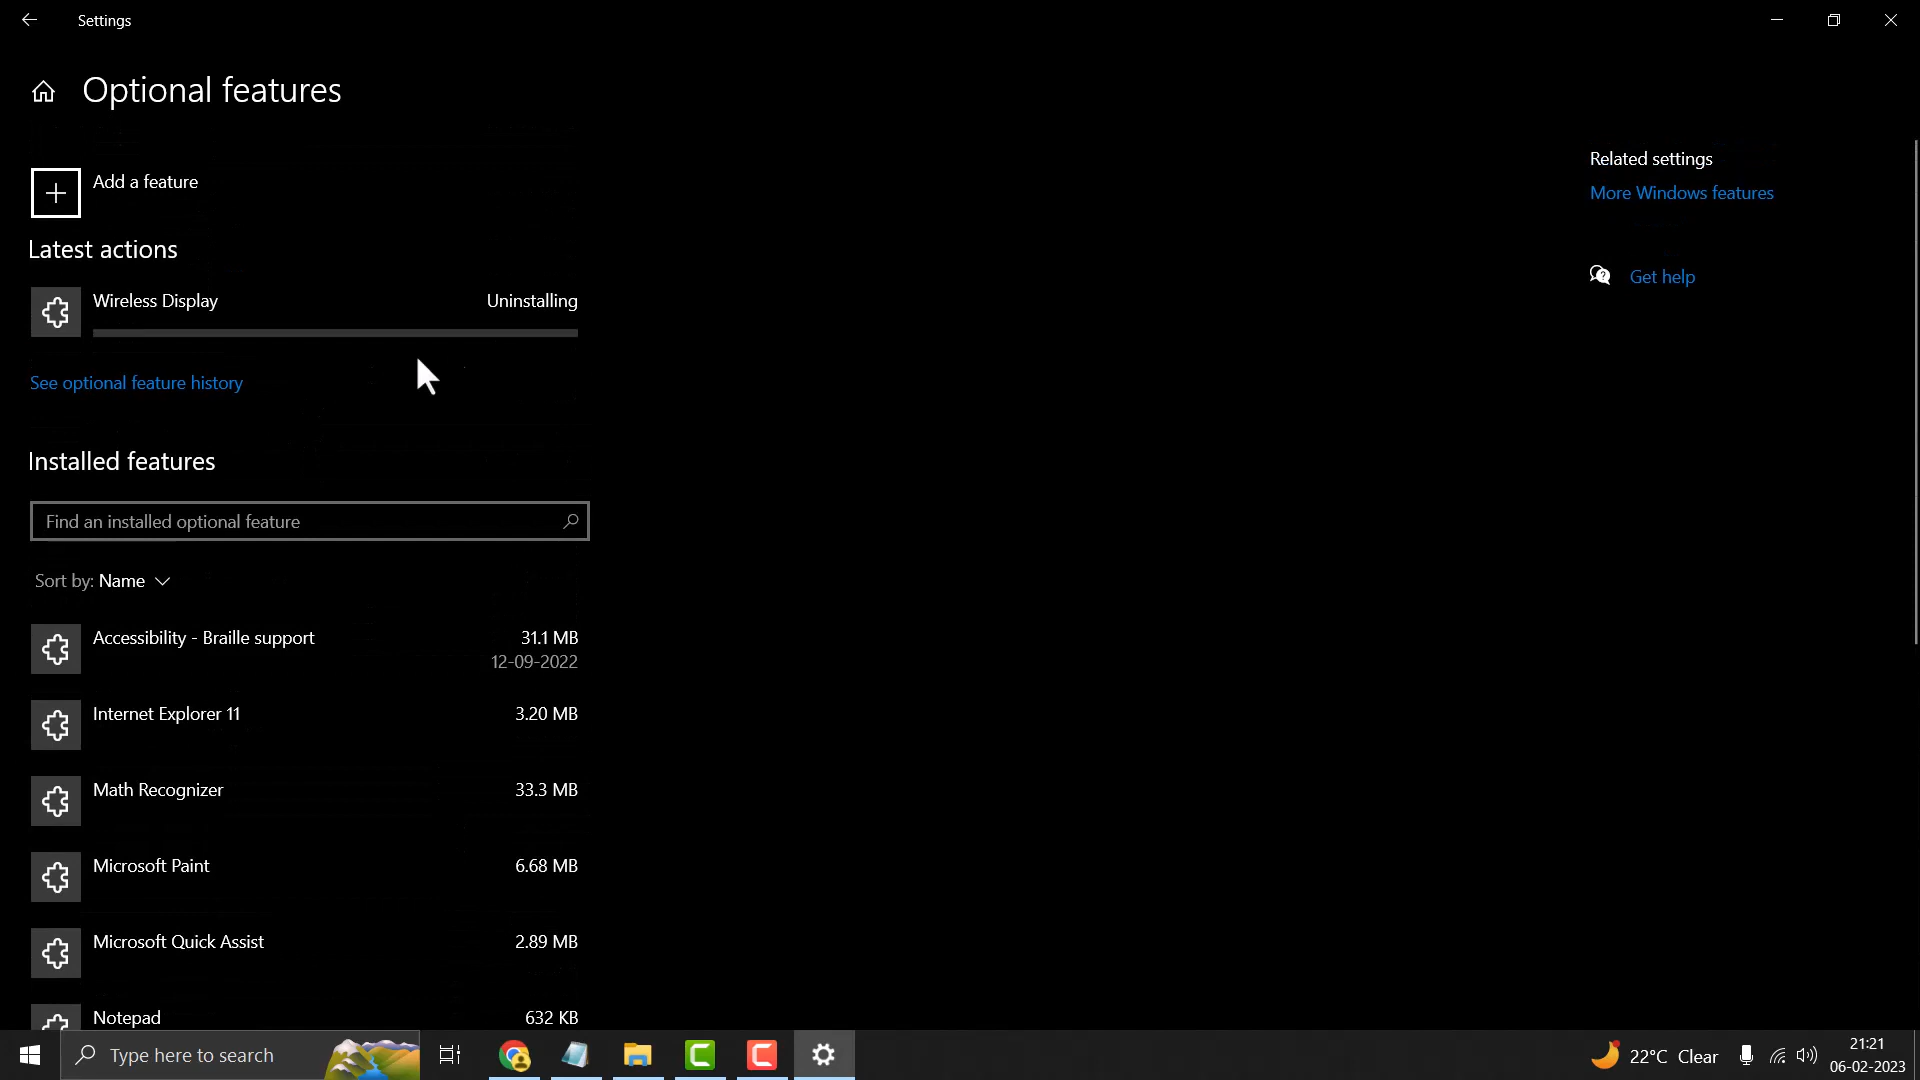 Settings
Optional features
Add a feature
Latest actions
Wireless Display Uninstalling
See optional feature history
Installed features
Find an installed optional feature
Sort by: Name
Accessibility - Braille support 31.1 MB
12-09-2022
Internet Explorer 11 3.20 MB
Math Recognizer 33.3 MB
Microsoft Paint 6.68 MB
Microsoft Quick Assist 2.89 MB
Notepad 632 KB
Related settings
More Windows features
Get help
Type here to search
22°C Clear
21:21
06-02-2023